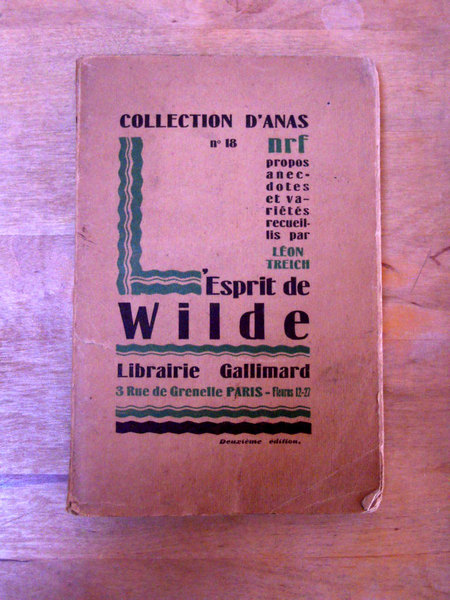 COLLECTION D'ANAS
n° 18
nrf
propos
anec-
dotes
et va-
riétés
recueil-
lis par
LÉON
TREICH
L'Esprit de
Wilde
Librairie Gallimard
3 Rue de Grenelle PARIS - Fleurus 12-27
Deuxième édition.